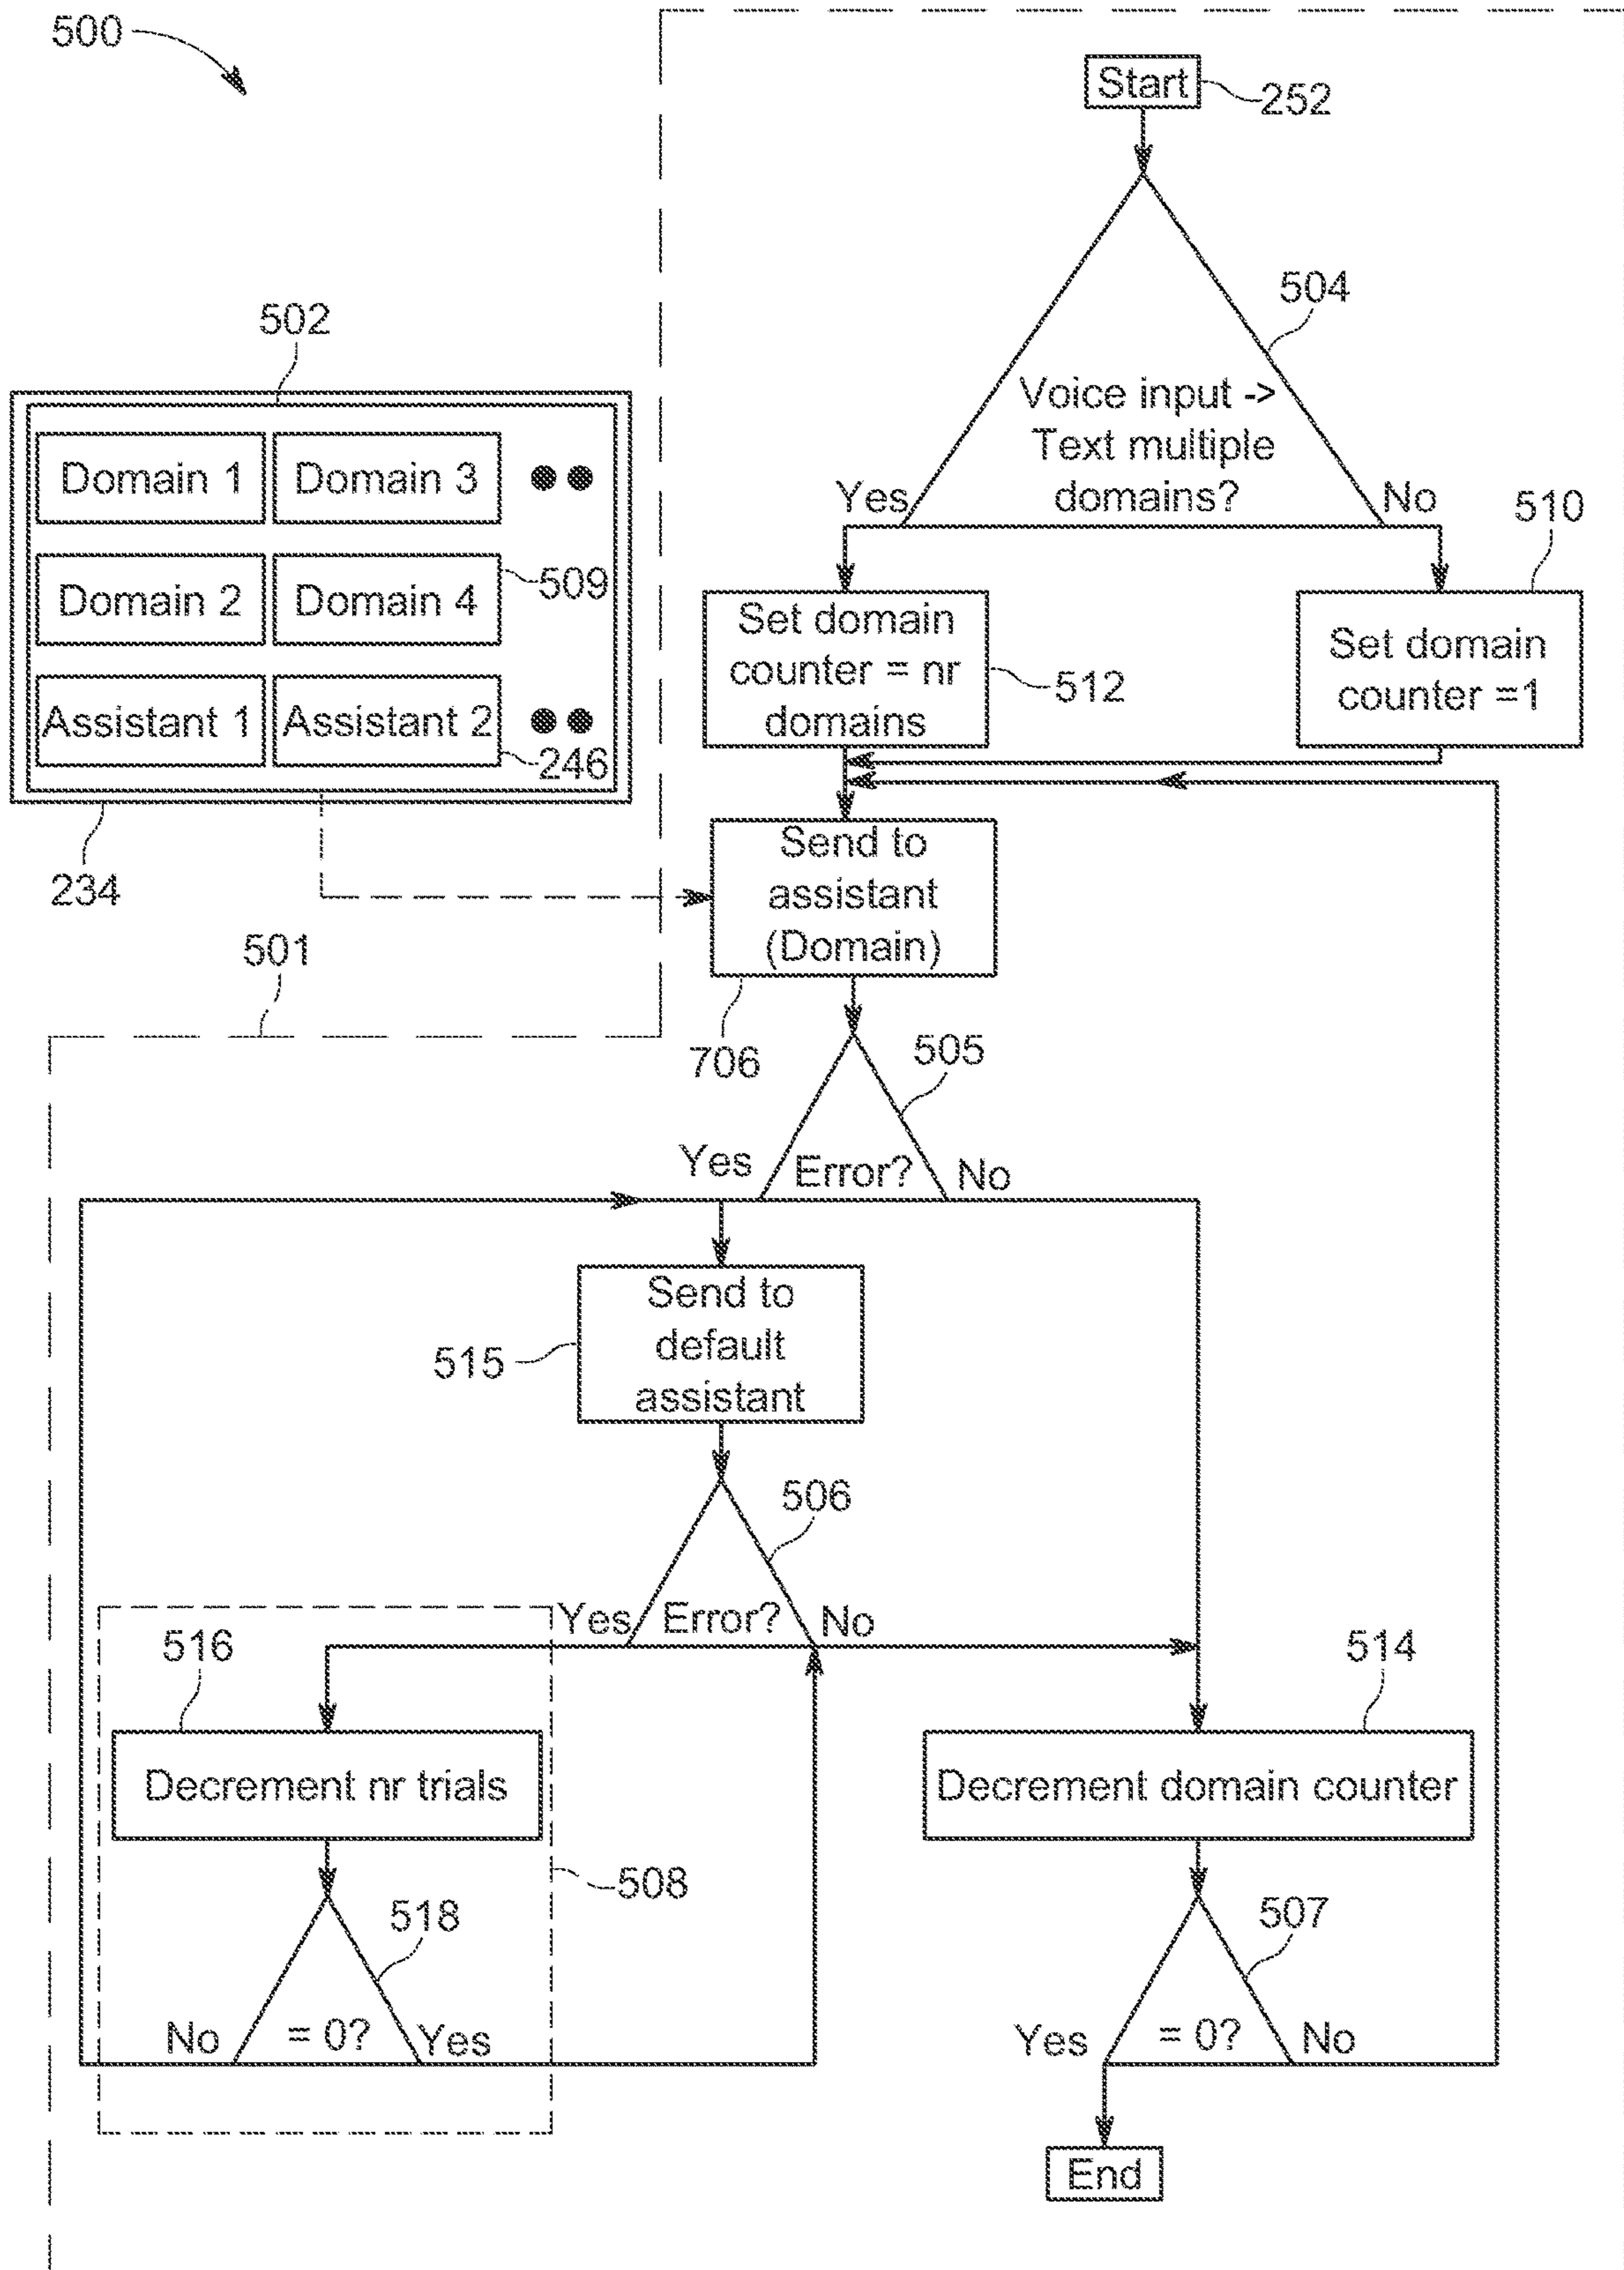 500
Start
252
504
Voice input ->
Text multiple
domains?
Yes
No
502
Domain 1
Domain 3
Domain 2
Domain 4
509
Assistant 1
Assistant 2
246
234
510
Set domain
counter = nr
domains
512
Set domain
counter =1
Send to
assistant
(Domain)
501
706
505
Yes
Error?
No
Send to
default
assistant
515
506
Yes
Error?
No
516
514
Decrement nr trials
Decrement domain counter
508
518
507
No
= 0?
Yes
Yes
= 0?
No
End